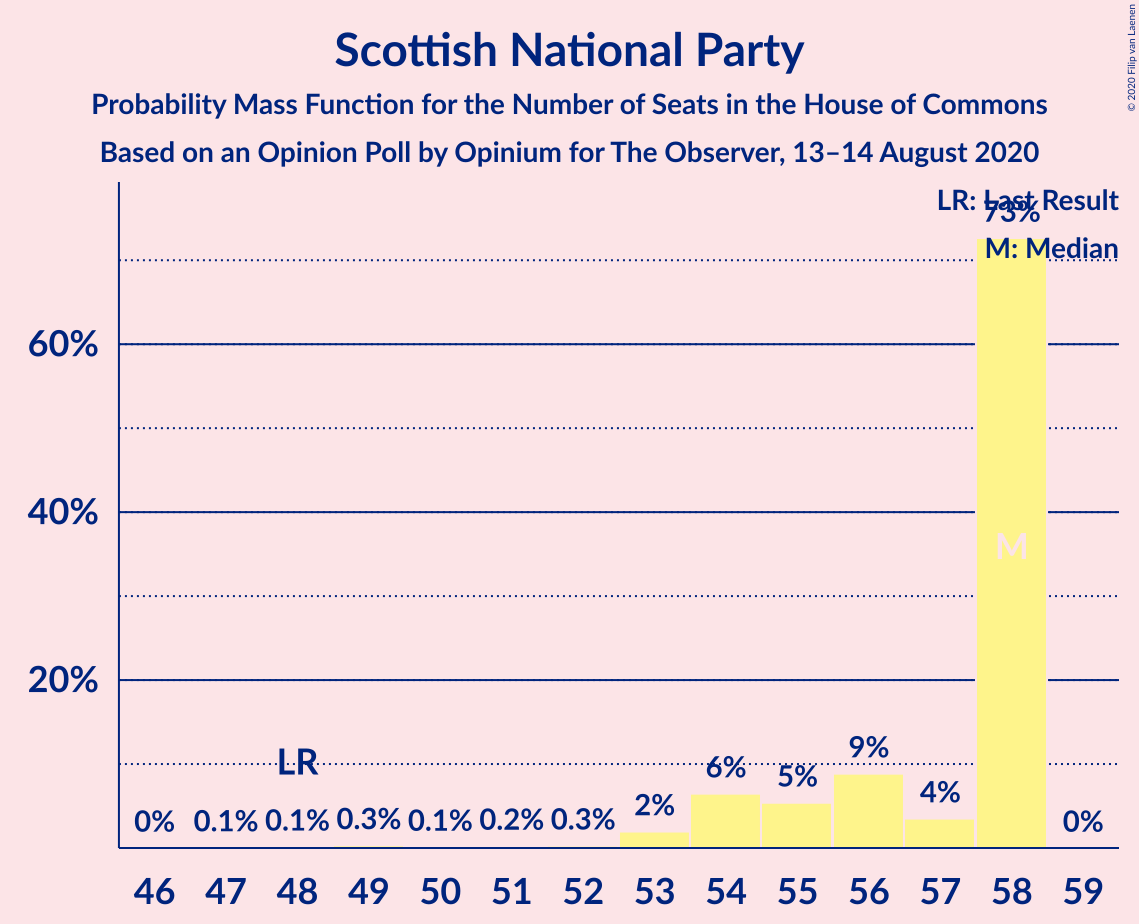 Scottish National Party
Probability Mass Function for the Number of Seats in the House of Commons
Based on an Opinion Poll by Opinium for The Observer, 13–14 August 2020
© 2020 Filip van Laenen
LR: Last Result
M: Median
73%
60%
40%
20%
M
LR
0% 0.1% 0.1% 0.3% 0.1% 0.2% 0.3% 2% 6% 5% 9% 4% 0%
46 47 48 49 50 51 52 53 54 55 56 57 58 59